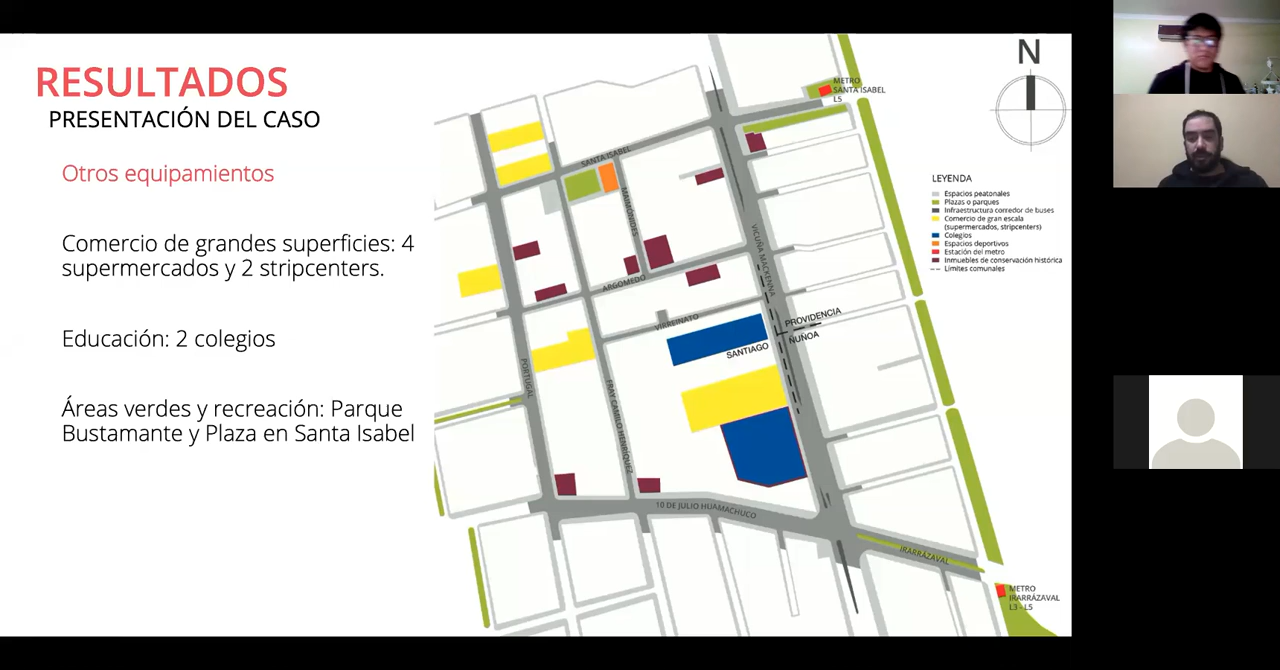 RESULTADOS
PRESENTACIÓN DEL CASO
Otros equipamientos
Comercio de grandes superficies: 4
supermercados y 2 stripcenters.
Educación: 2 colegios
Áreas verdes y recreación: Parque
Bustamante y Plaza en Santa Isabel
N
METRO
SANTA ISABEL
L5
SANTA ISABEL
MAIMÓNIDES
ARGOMEDO
VICUÑA MACKENNA
VIRREINATO
PROVIDENCIA
ÑUÑOA
SANTIAGO
PORTUGAL
FRAY CAMILO HENRÍQUEZ
10 DE JULIO HUAMACHUCO
IRARRÁZAVAL
METRO
IRARRÁZAVAL
L3 - L5
LEYENDA
Espacios peatonales
Plazas o parques
Infraestructura corredor de buses
Comercio de gran escala
(supermercados, stripcenters)
Colegios
Espacios deportivos
Estación del metro
Inmuebles de conservación histórica
Límites comunales